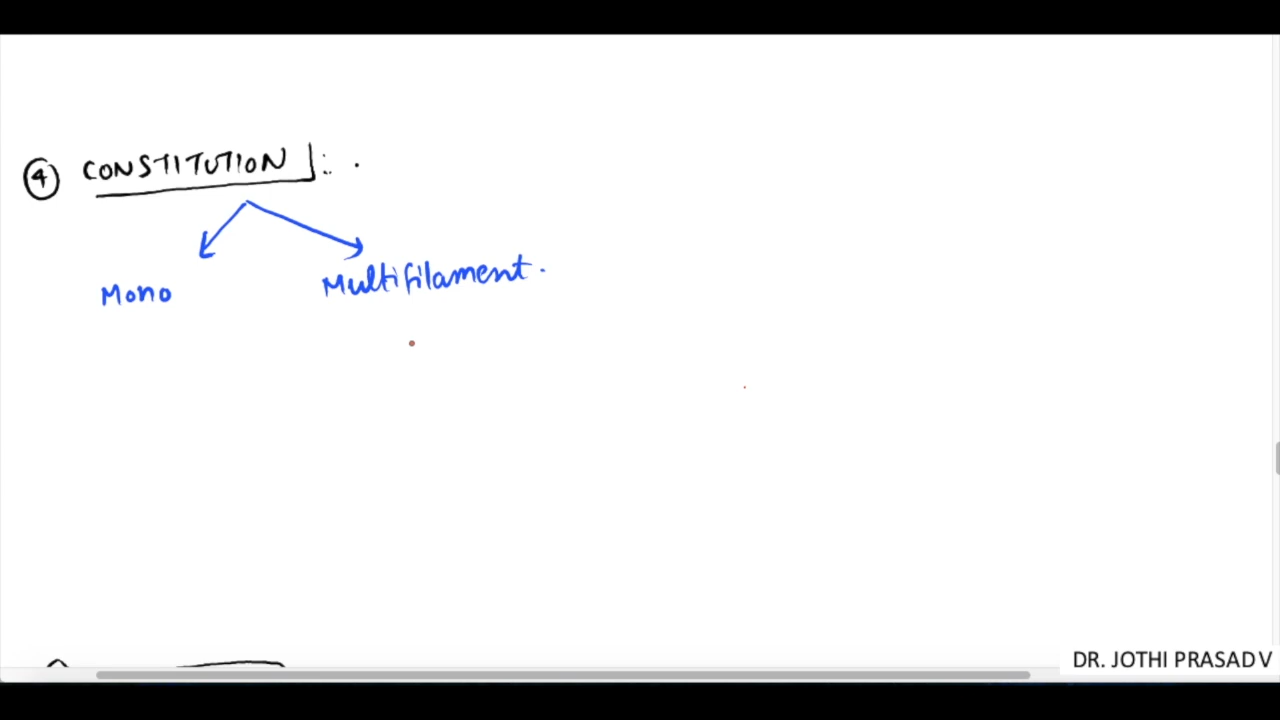 ④ CONSTITUTION :.
Mono Multifilament.
DR. JOTHI PRASAD V